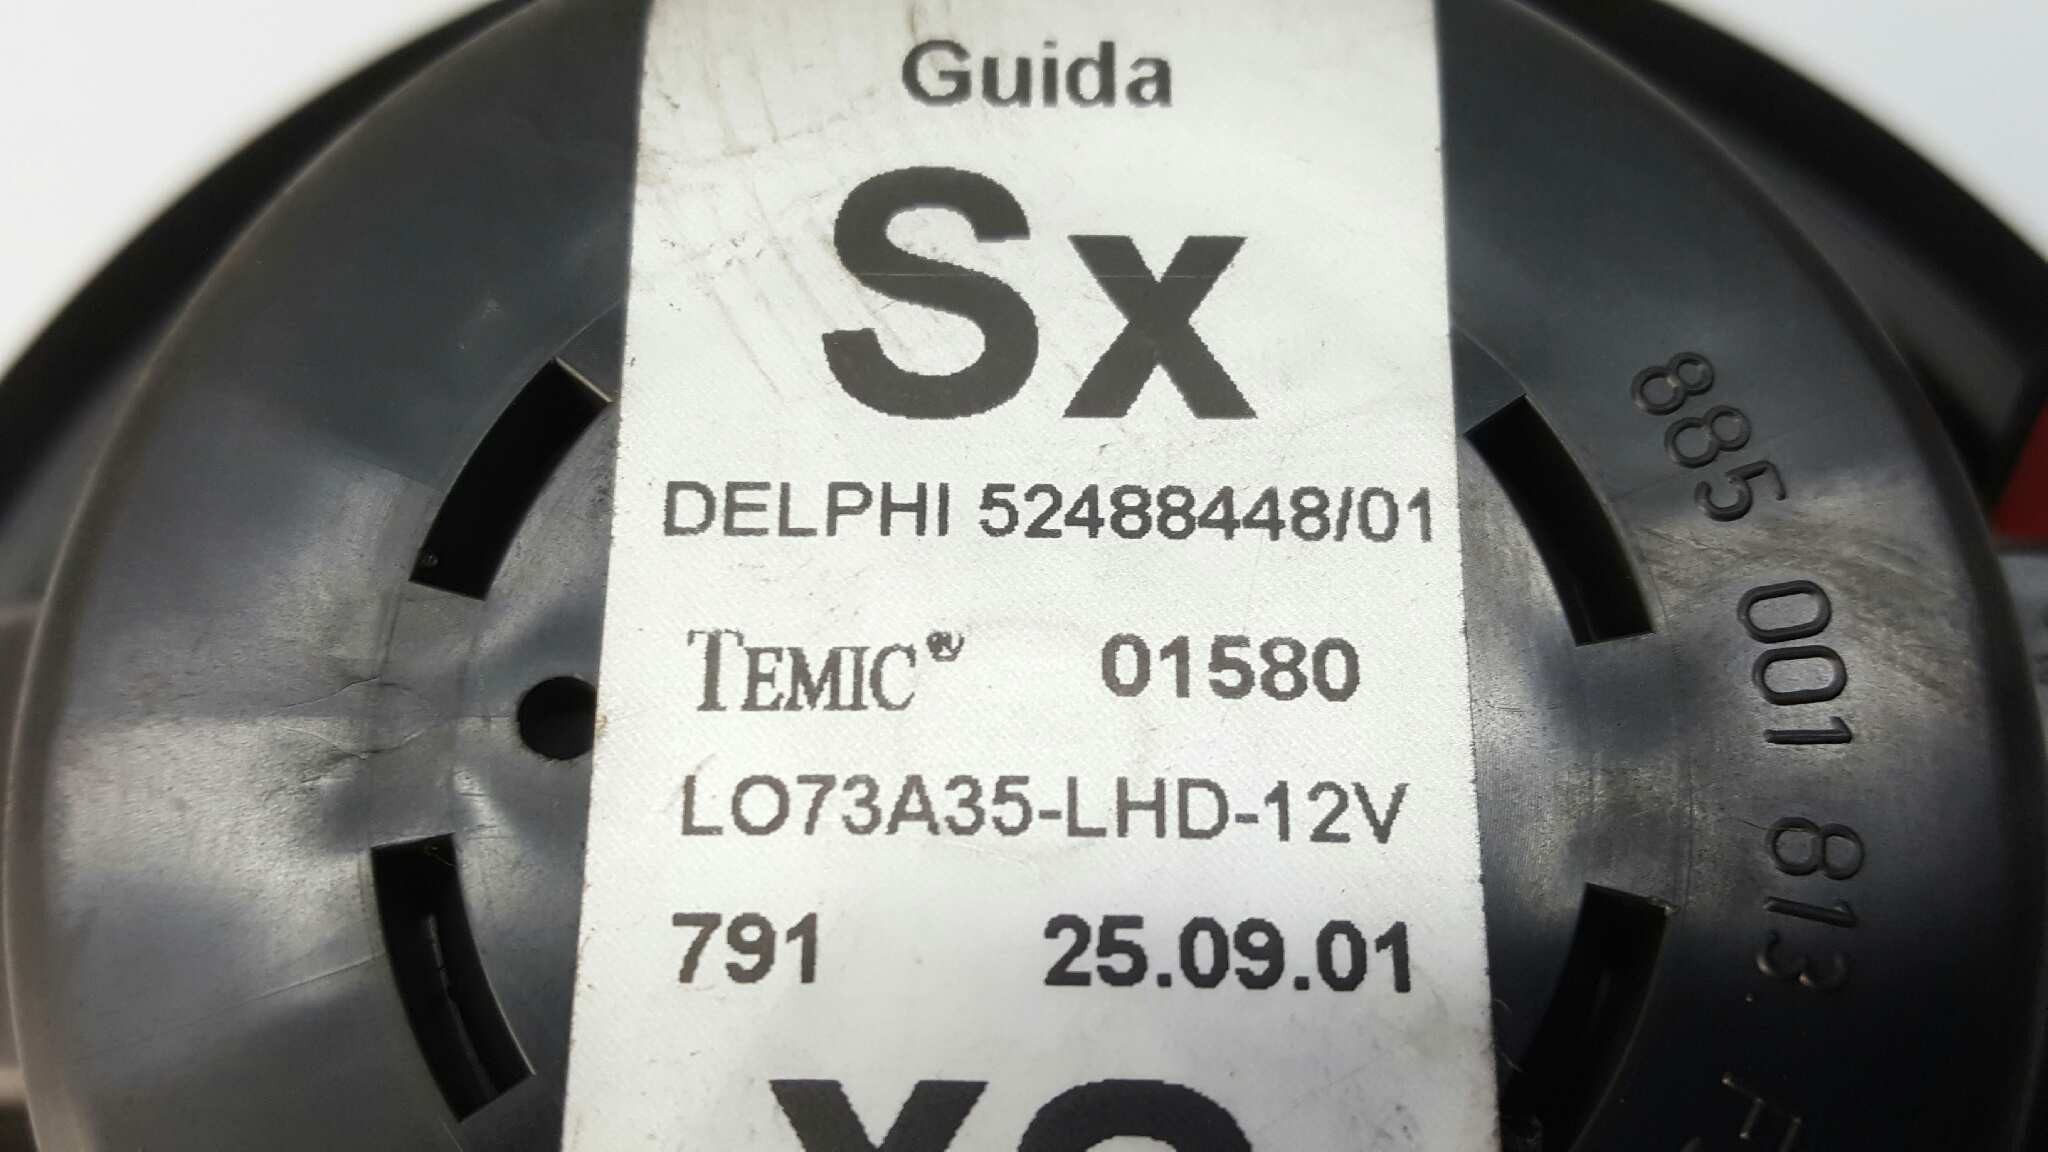 Guida
Sx
DELPHI 52488448/01
TEMIC® 01580
LO73A35-LHD-12V
791 25.09.01
885 001 813